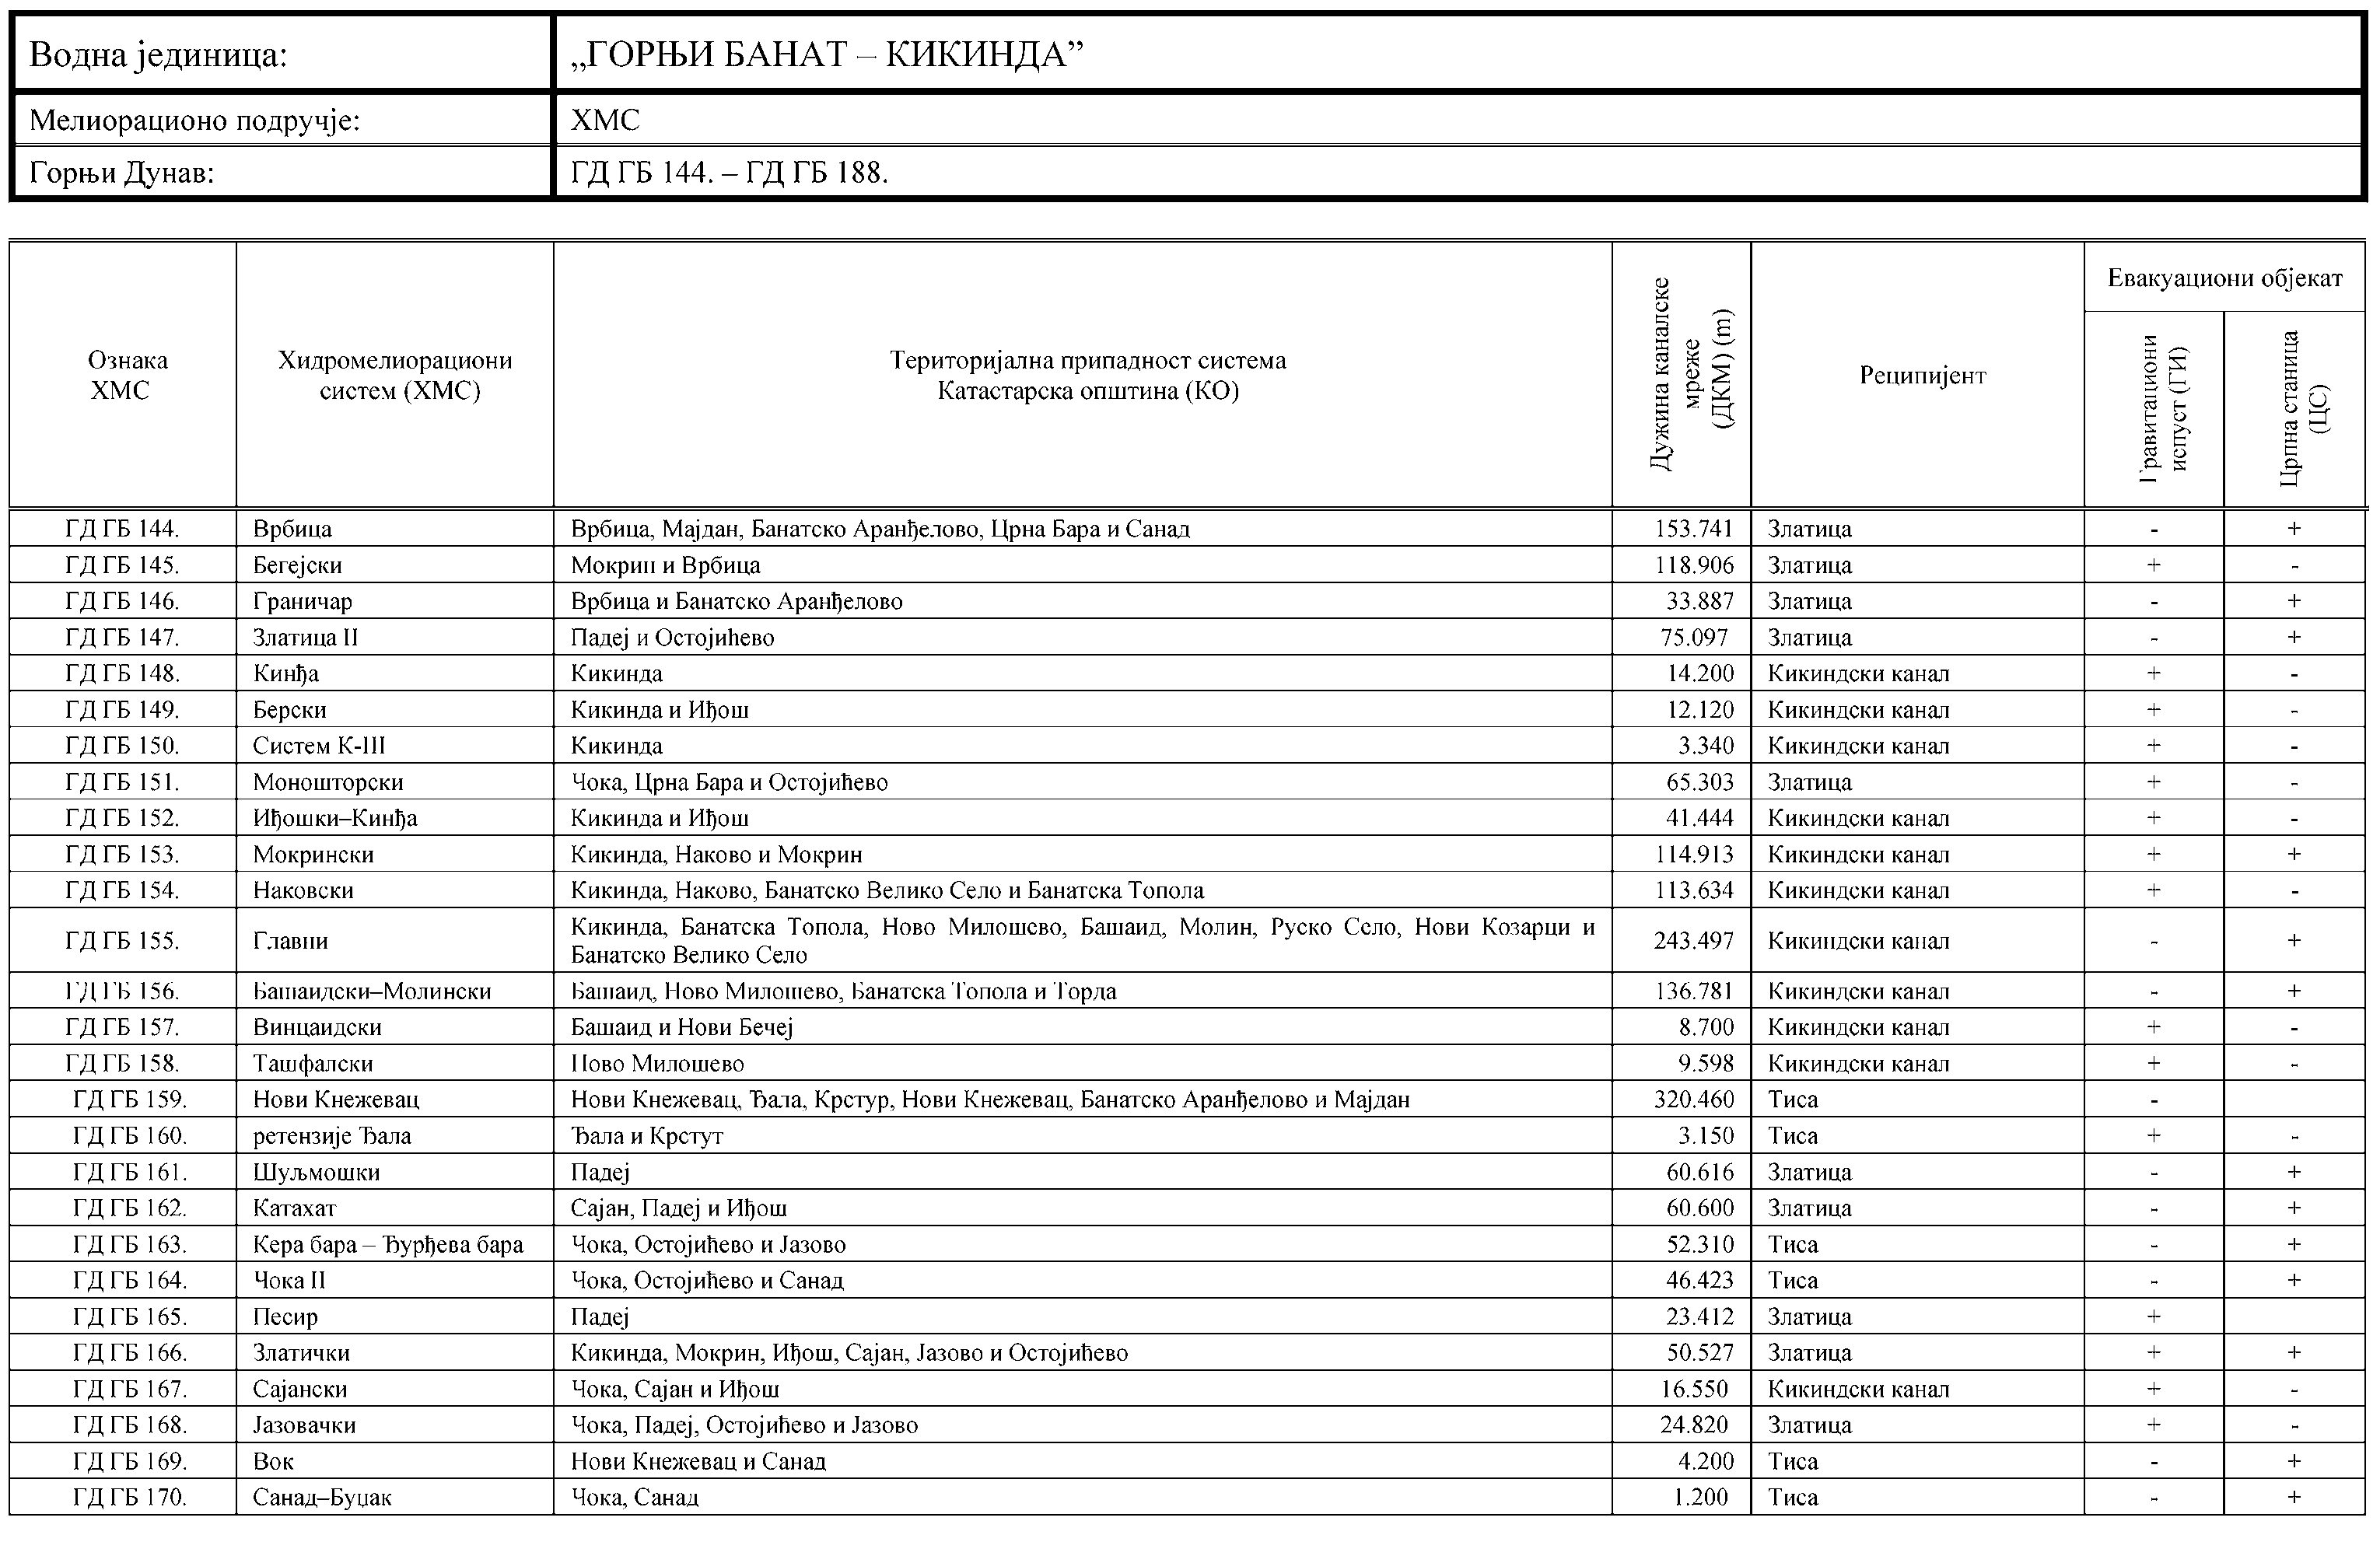 Водна јединица: „ГОРЊИ БАНАТ – КИКИНДА”
Мелиорационо подручје: ХМС
Горњи Дунав: ГД ГБ 144. – ГД ГБ 188.
Ознака ХМС
Хидромелиорациони систем (ХМС)
Територијална припадност система
Катастарска општина (КО)
Дужина каналске мреже (ДКМ) (m)
Реципијент
Евакуациони објекат
Гравитациони испуст (ГИ)
Црпна станица (ЦС)
ГД ГБ 144. Врбица Врбица, Мајдан, Банатско Аранђелово, Црна Бара и Санад 153.741 Златица - +
ГД ГБ 145. Бегејски Мокрин и Врбица 118.906 Златица + -
ГД ГБ 146. Граничар Врбица и Банатско Аранђелово 33.887 Златица - +
ГД ГБ 147. Златица II Падеј и Остојићево 75.097 Златица - +
ГД ГБ 148. Кинђа Кикинда 14.200 Кикиндски канал + -
ГД ГБ 149. Берски Кикинда и Иђош 12.120 Кикиндски канал + -
ГД ГБ 150. Систем К-III Кикинда 3.340 Кикиндски канал + -
ГД ГБ 151. Моношторски Чока, Црна Бара и Остојићево 65.303 Златица + -
ГД ГБ 152. Иђошки–Кинђа Кикинда и Иђош 41.444 Кикиндски канал + -
ГД ГБ 153. Мокрински Кикинда, Наково и Мокрин 114.913 Кикиндски канал + +
ГД ГБ 154. Наковски Кикинда, Наково, Банатско Велико Село и Банатска Топола 113.634 Кикиндски канал + -
ГД ГБ 155. Главни Кикинда, Банатска Топола, Ново Милошево, Башаид, Молин, Руско Село, Нови Козарци и
Банатско Велико Село 243.497 Кикиндски канал - +
ГД ГБ 156. Башаидски–Молински Башаид, Ново Милошево, Банатска Топола и Торда 136.781 Кикиндски канал - +
ГД ГБ 157. Винцаидски Башаид и Нови Бечеј 8.700 Кикиндски канал + -
ГД ГБ 158. Ташфалски Ново Милошево 9.598 Кикиндски канал + -
ГД ГБ 159. Нови Кнежевац Нови Кнежевац, Ђала, Крстур, Нови Кнежевац, Банатско Аранђелово и Мајдан 320.460 Тиса -
ГД ГБ 160. ретензије Ђала Ђала и Крстут 3.150 Тиса + -
ГД ГБ 161. Шуљмошки Падеј 60.616 Златица - +
ГД ГБ 162. Катахат Сајан, Падеј и Иђош 60.600 Златица - +
ГД ГБ 163. Кера бара – Ђурђева бара Чока, Остојићево и Јазово 52.310 Тиса - +
ГД ГБ 164. Чока II Чока, Остојићево и Санад 46.423 Тиса - +
ГД ГБ 165. Песир Падеј 23.412 Златица +
ГД ГБ 166. Златички Кикинда, Мокрин, Иђош, Сајан, Јазово и Остојићево 50.527 Златица + +
ГД ГБ 167. Сајански Чока, Сајан и Иђош 16.550 Кикиндски канал + -
ГД ГБ 168. Јазовачки Чока, Падеј, Остојићево и Јазово 24.820 Златица + -
ГД ГБ 169. Вок Нови Кнежевац и Санад 4.200 Тиса - +
ГД ГБ 170. Санад–Буџак Чока, Санад 1.200 Тиса - +